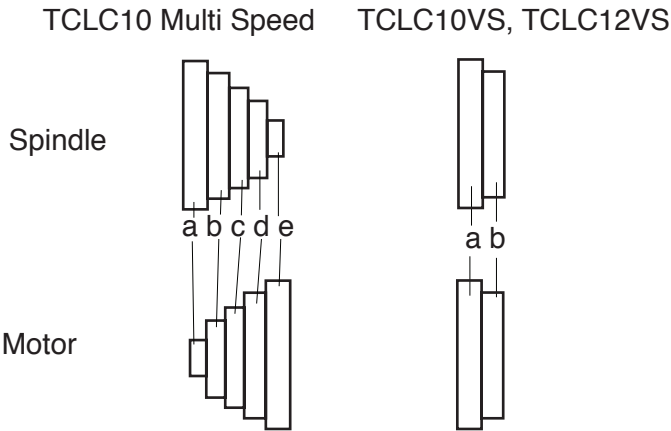 TCLC10 Multi Speed TCLC10VS, TCLC12VS
Spindle
a b c d e a b
Motor